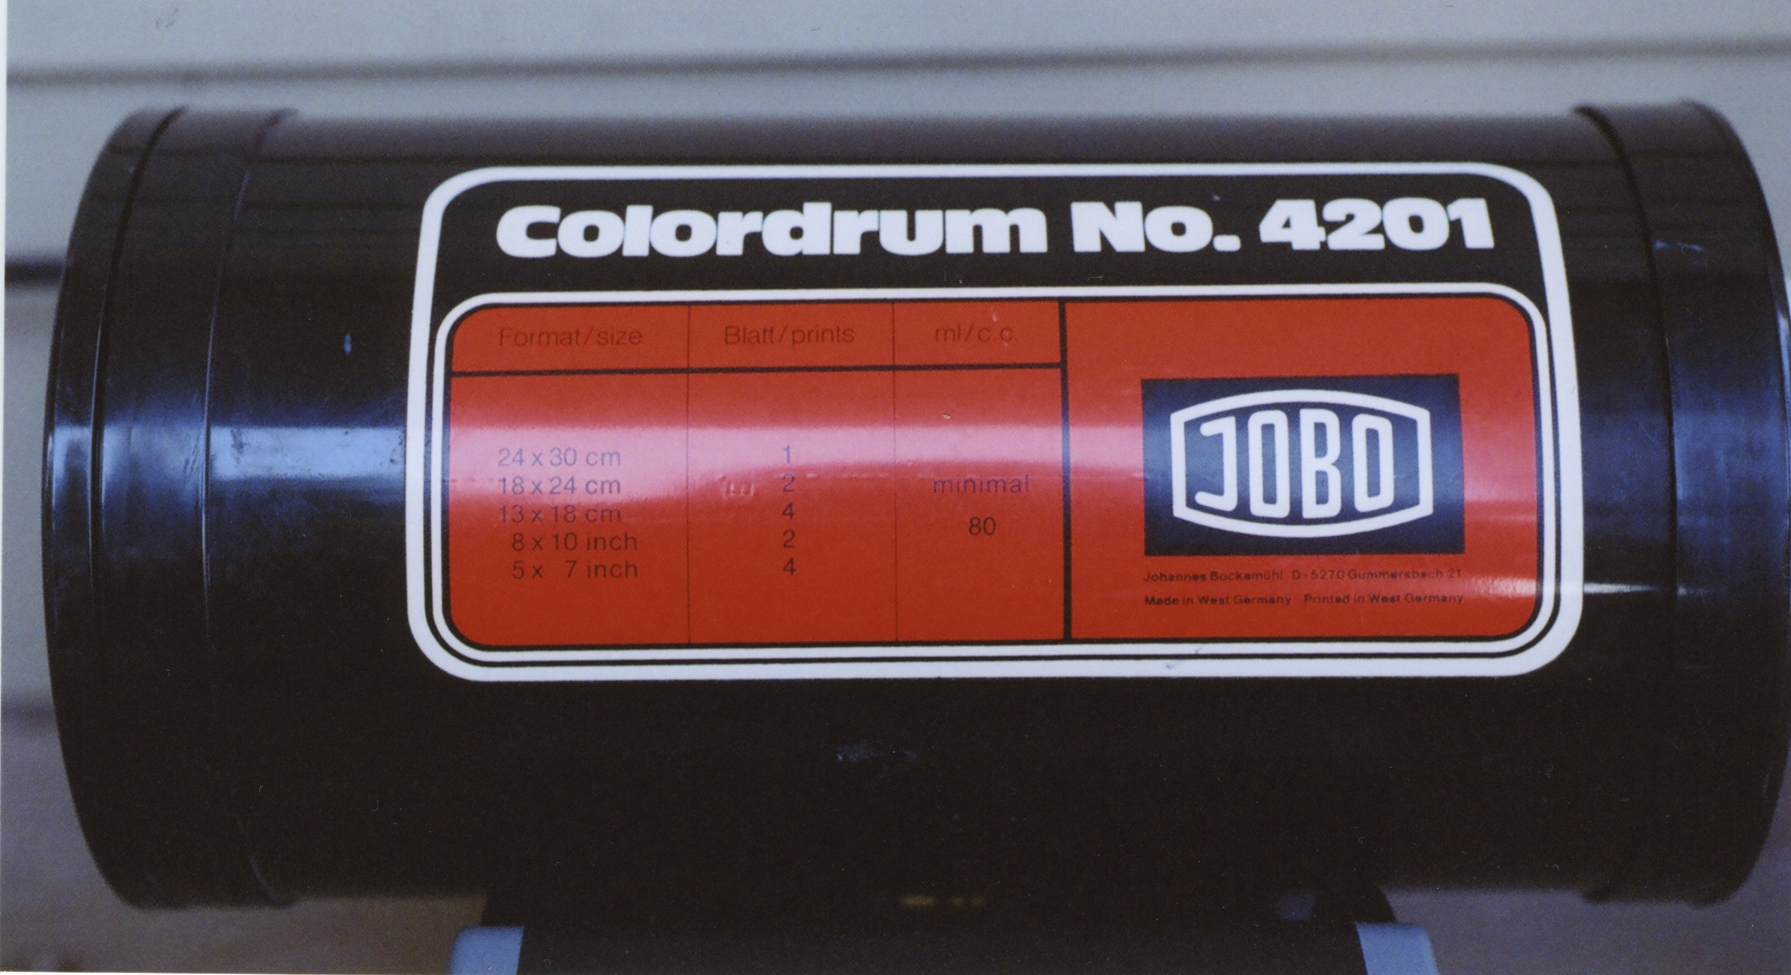 Colordrum No. 4201
Format/size Blatt/prints ml/c.c.
24 x 30 cm 1
18 x 24 cm 2 minimal
13 x 18 cm 4
80
8 x 10 inch 2
5 x 7 inch 4
JOBO
Johannes Bockemühl D-5270 Gummersbach 21
Made in West Germany Printed in West Germany